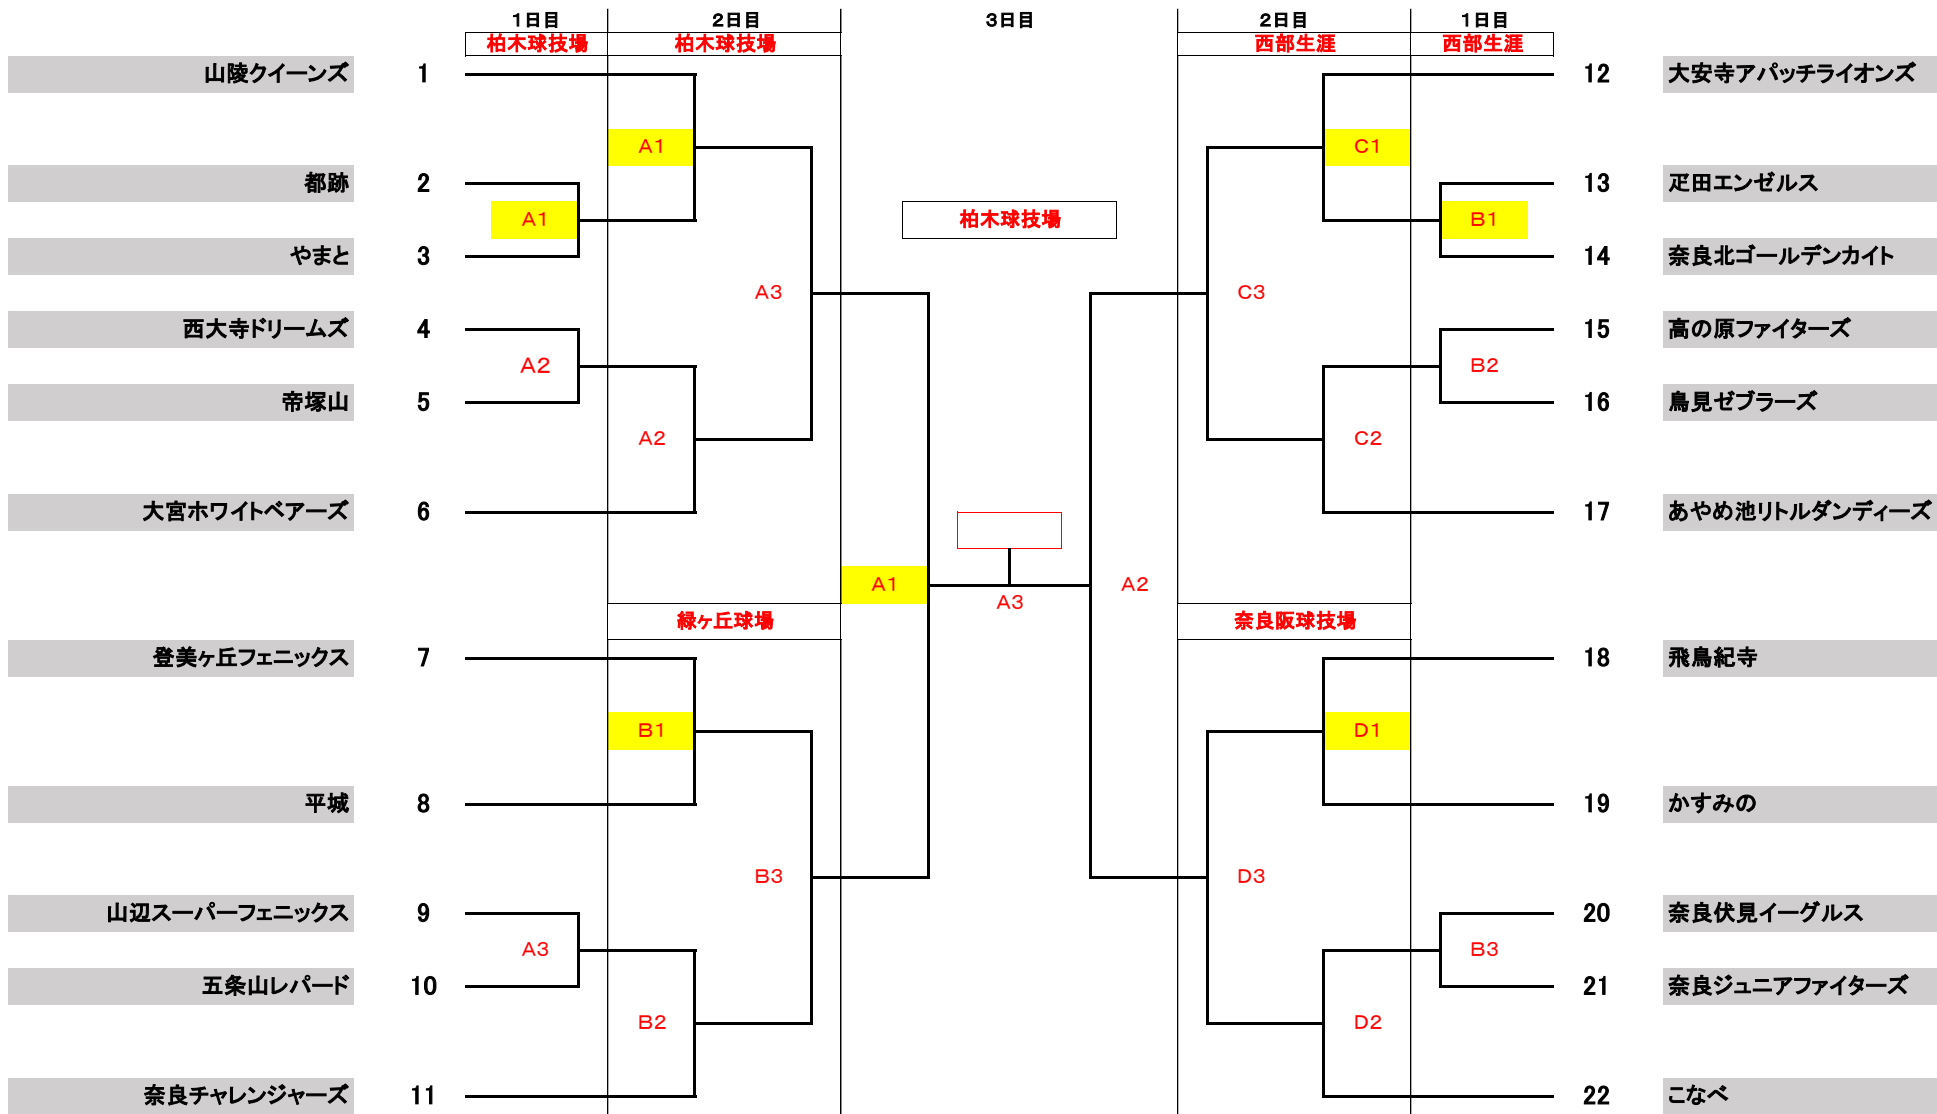 1日目 2日目 3日目 2日目 1日目
柏木球技場 柏木球技場 西部生涯 西部生涯
山陵クイーンズ 1 12 大安寺アパッチライオンズ
A1 C1
都跡 2 13 疋田エンゼルス
A1 柏木球技場 B1
やまと 3 14 奈良北ゴールデンカイト
A3 C3
西大寺ドリームズ 4 15 高の原ファイターズ
A2 B2
帝塚山 5 16 鳥見ゼブラーズ
A2 C2
大宮ホワイトベアーズ 6 17 あやめ池リトルダンディーズ
A1 A2
A3
緑ヶ丘球場 奈良阪球技場
登美ヶ丘フェニックス 7 18 飛鳥紀寺
B1 D1
平城 8 19 かすみの
B3 D3
山辺スーパーフェニックス 9 20 奈良伏見イーグルス
A3 B3
五条山レパード 10 21 奈良ジュニアファイターズ
B2 D2
奈良チャレンジャーズ 11 22 こなべ